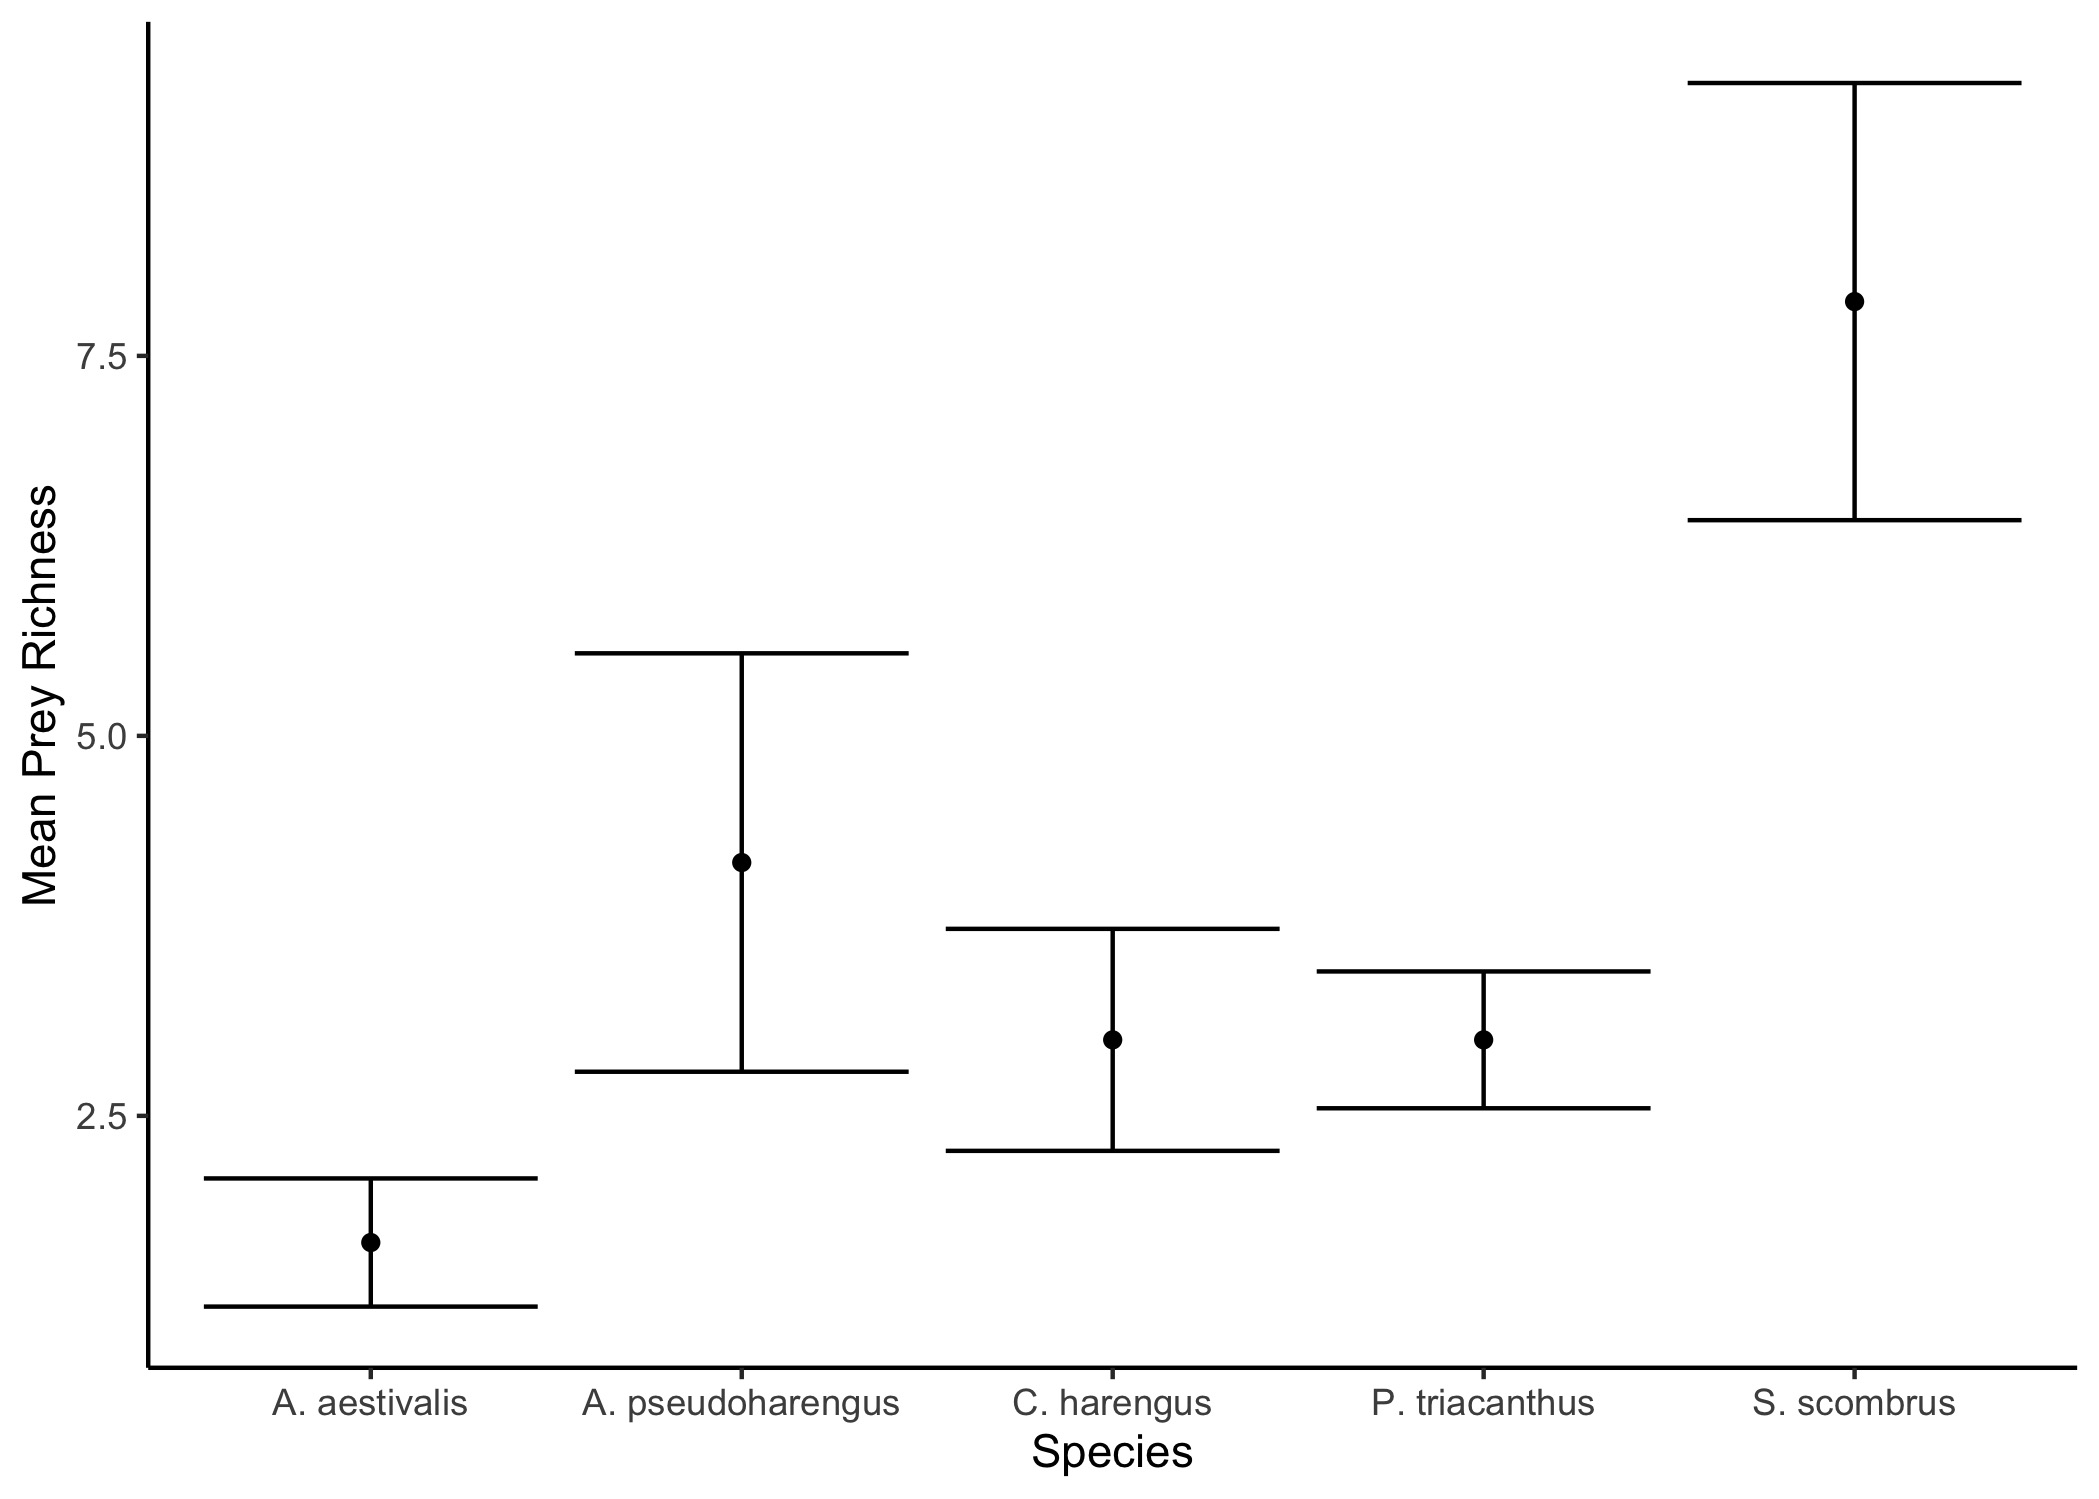 Mean Prey Richness
7.5
5.0
2.5
A. aestivalis A. pseudoharengus C. harengus P. triacanthus S. scombrus
Species